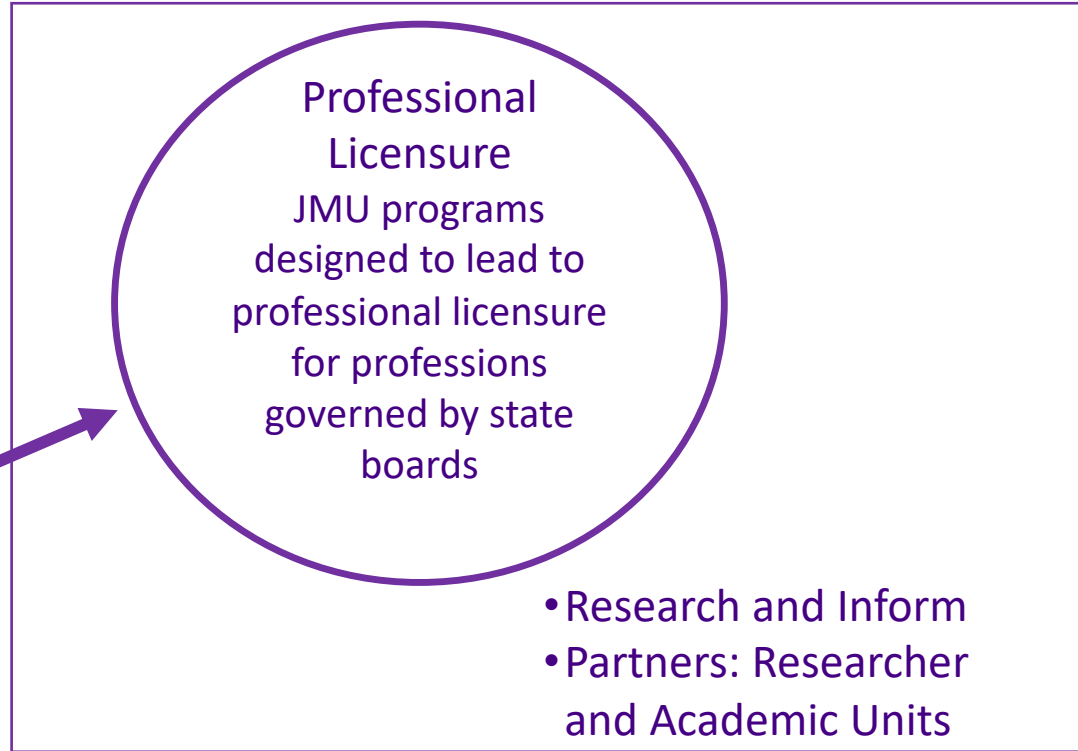 Professional
Licensure
JMU programs
designed to lead to
professional licensure
for professions
governed by state
boards
•Research and Inform
•Partners: Researcher
and Academic Units